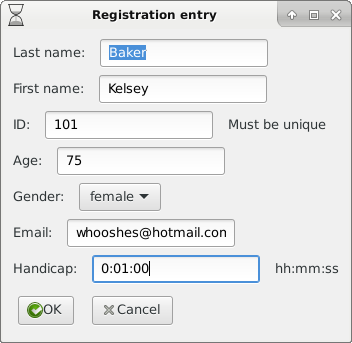 Registration entry
Last name: Baker
First name: Kelsey
ID: 101 Must be unique
Age: 75
Gender: female
Email: whooshes@hotmail.con
Handicap: 0:01:00 hh:mm:ss
OK Cancel